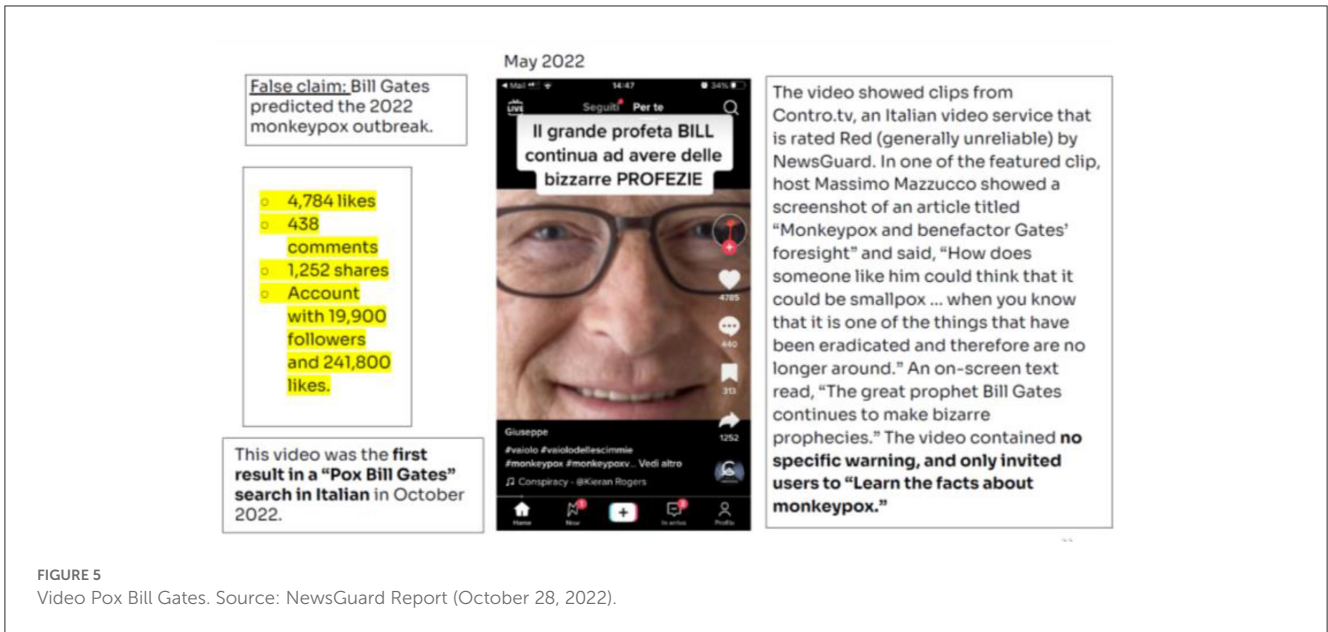 May 2022
False claim: Bill Gates
predicted the 2022
monkeypox outbreak.
○ 4,784 likes
○ 438
comments
○ 1,252 shares
○ Account
with 19,900
followers
and 241,800
likes.
This video was the first
result in a “Pox Bill Gates”
search in Italian in October
2022.
Mail 14:47 34%
LIVE Seguiti Per te
Il grande profeta BILL
continua ad avere delle
bizzarre PROFEZIE
4785
440
313
1252
Giuseppe
#vaiolo #vaiolodellescimmie
#monkeypox #monkeypoxv... Vedi altro
Conspiracy - @Kieran Rogers
Home Now In arrivo Profilo
The video showed clips from
Contro.tv, an Italian video service that
is rated Red (generally unreliable) by
NewsGuard. In one of the featured clip,
host Massimo Mazzucco showed a
screenshot of an article titled
“Monkeypox and benefactor Gates’
foresight” and said, “How does
someone like him could think that it
could be smallpox ... when you know
that it is one of the things that have
been eradicated and therefore are no
longer around.” An on-screen text
read, “The great prophet Bill Gates
continues to make bizarre
prophecies.” The video contained no
specific warning, and only invited
users to “Learn the facts about
monkeypox.”
FIGURE 5
Video Pox Bill Gates. Source: NewsGuard Report (October 28, 2022).